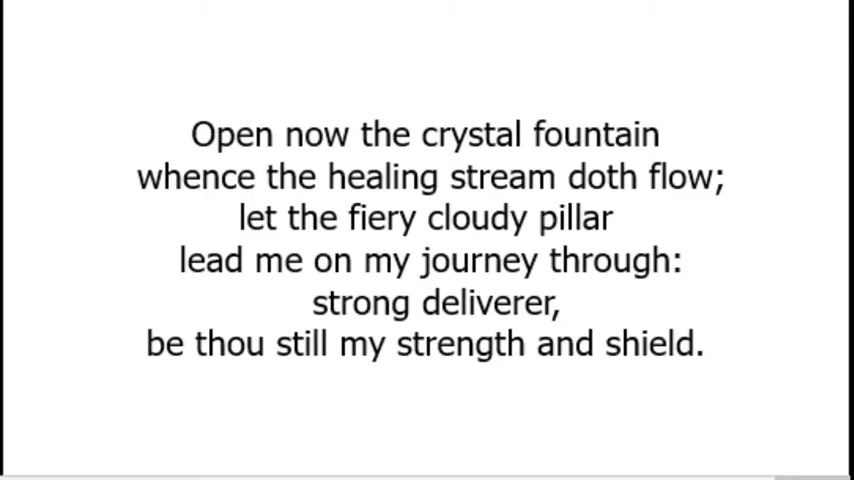 Open now the crystal fountain
whence the healing stream doth flow;
let the fiery cloudy pillar
lead me on my journey through:
strong deliverer,
be thou still my strength and shield.